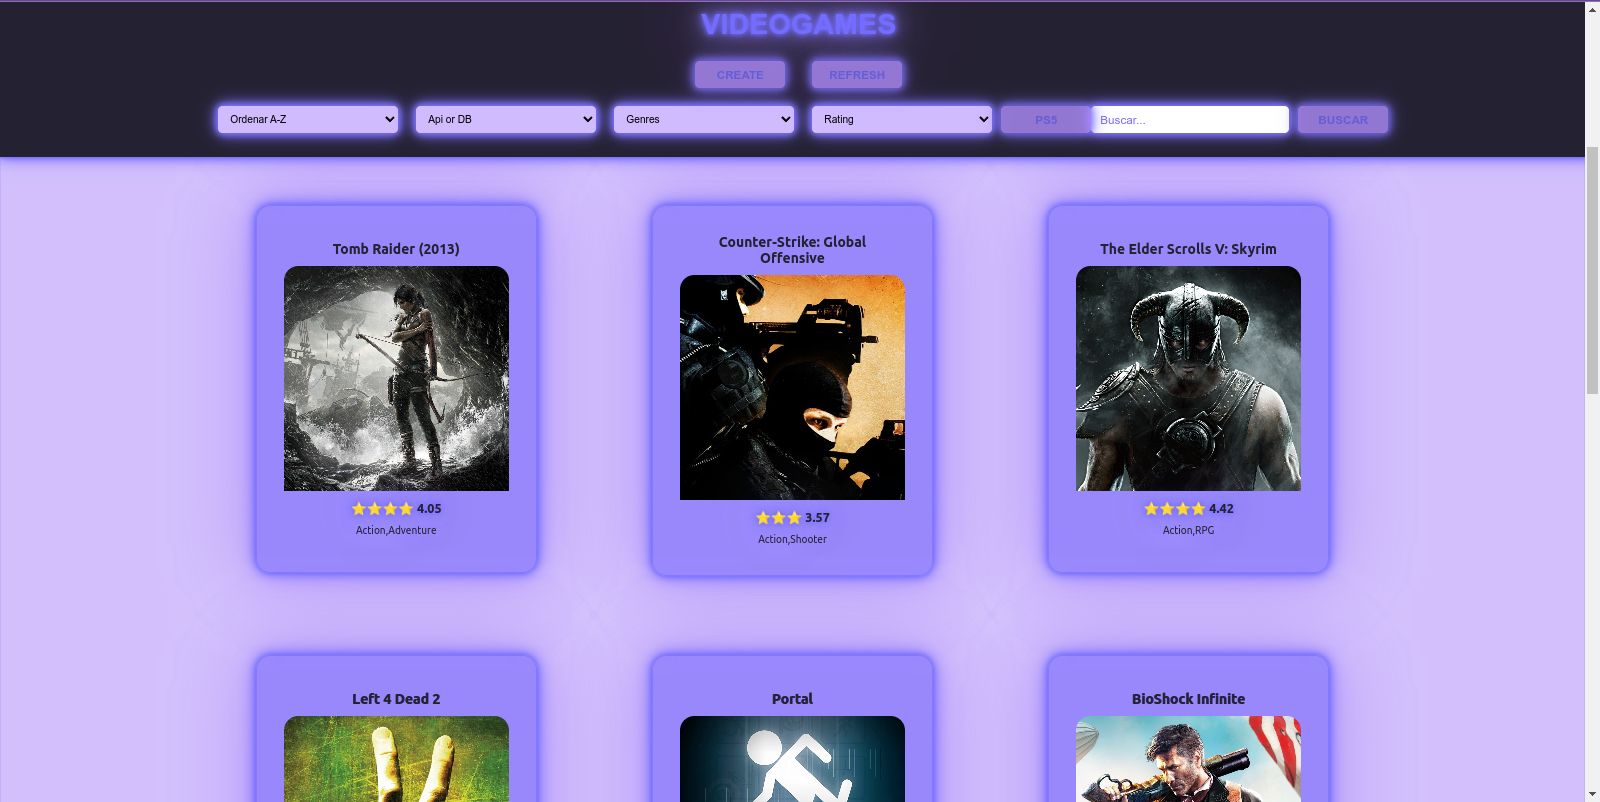 VIDEOGAMES
CREATE REFRESH
Ordenar A-Z Api or DB Genres Rating PS5 Buscar... BUSCAR
Tomb Raider (2013)
Counter-Strike: Global
Offensive
The Elder Scrolls V: Skyrim
4.05
Action,Adventure
3.57
Action,Shooter
4.42
Action,RPG
Left 4 Dead 2
Portal
BioShock Infinite